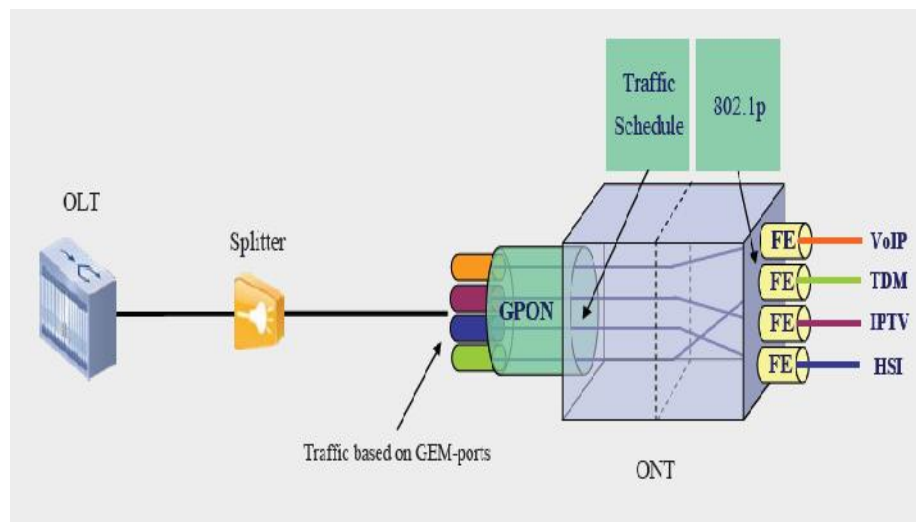 Traffic
Schedule
802.1p
OLT
Splitter
GPON
FE
VoIP
FE
TDM
FE
IPTV
FE
HSI
Traffic based on GEM-ports
ONT